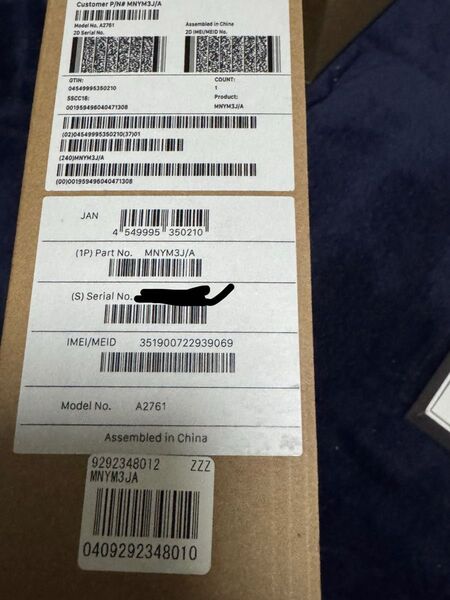 Customer P/N# MNYM3J/A
Model No. A2761
Assembled in China
2D Serial No.
2D IMEI/MEID No.
GTIN:
04549995350210
COUNT:
1
SSCC18:
001959496040471308
Product:
MNYM3J/A
(02)04549995350210(37)01
(240)MNYM3J/A
(00)001959496040471308
JAN
4 549995 350210
(1P) Part No. MNYM3J/A
(S) Serial No.
IMEI/MEID 351900722939069
Model No. A2761
Assembled in China
9292348012 ZZZ
MNYM3JA
0409292348010